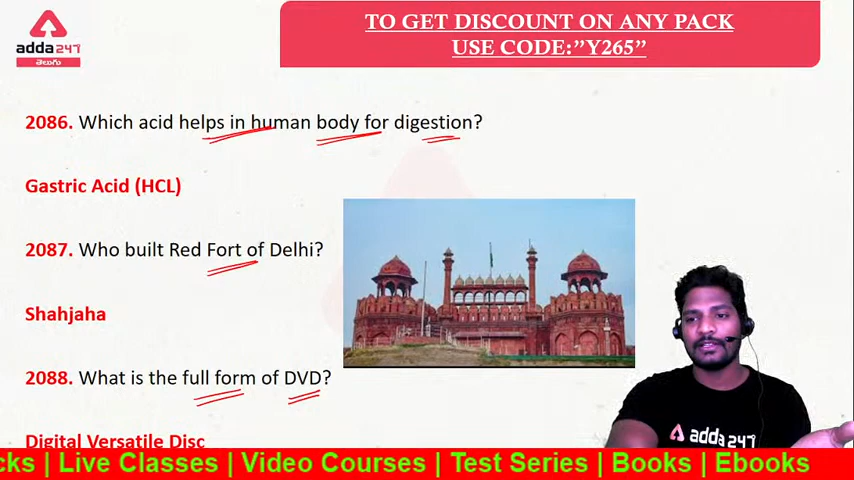 TO GET DISCOUNT ON ANY PACK
USE CODE:”Y265”
adda247
తెలుగు
2086. Which acid helps in human body for digestion?
Gastric Acid (HCL)
2087. Who built Red Fort of Delhi?
Shahjaha
2088. What is the full form of DVD?
Digital Versatile Disc
adda247
cks | Live Classes | Video Courses | Test Series | Books | Ebooks